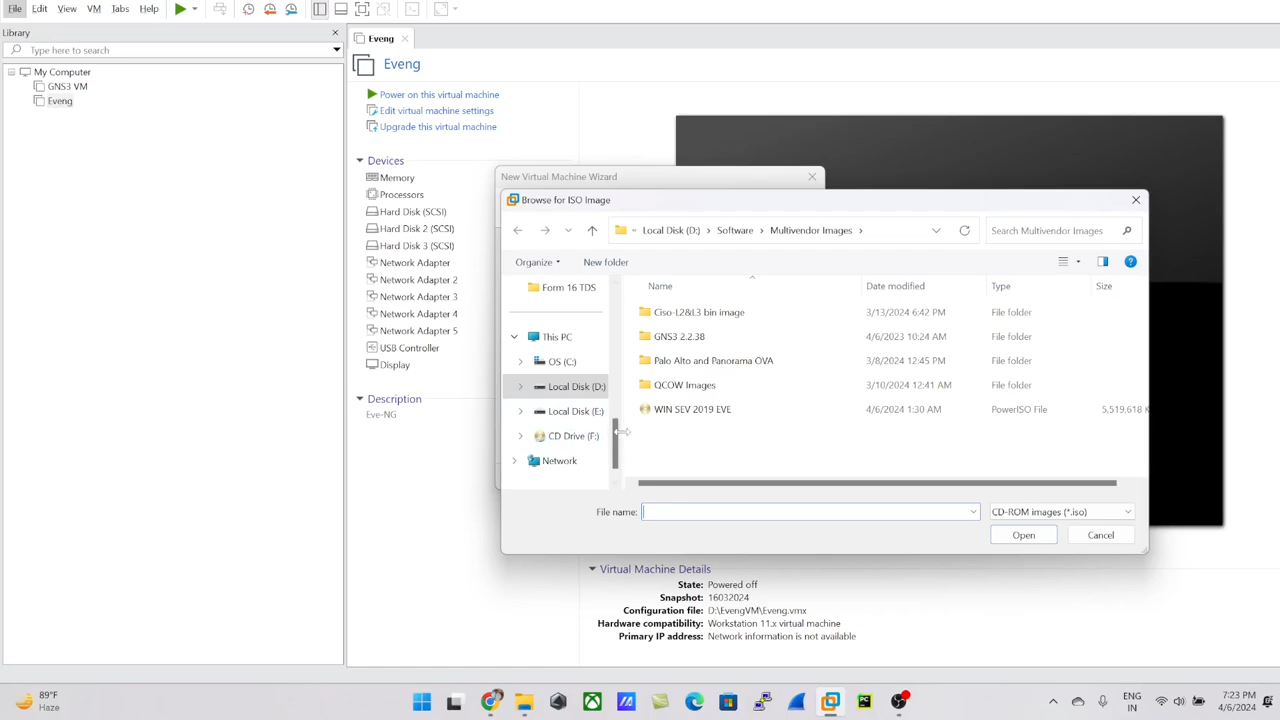 File Edit View VM Tabs Help
Library
Type here to search
My Computer
GNS3 VM
Eveng
Eveng
Eveng
Power on this virtual machine
Edit virtual machine settings
Upgrade this virtual machine
Devices
Memory
Processors
Hard Disk (SCSI)
Hard Disk 2 (SCSI)
Hard Disk 3 (SCSI)
Network Adapter
Network Adapter 2
Network Adapter 3
Network Adapter 4
Network Adapter 5
USB Controller
Display
Description
Eve-NG
New Virtual Machine Wizard
Browse for ISO Image
« Local Disk (D:) > Software > Multivendor Images >
Search Multivendor Images
Organize New folder
Form 16 TDS
This PC
OS (C:)
Local Disk (D:)
Local Disk (E:)
CD Drive (F:)
Network
Name Date modified Type Size
Ciso-L2&L3 bin image 3/13/2024 6:42 PM File folder
GNS3 2.2.38 4/6/2023 10:24 AM File folder
Palo Alto and Panorama OVA 3/8/2024 12:45 PM File folder
QCOW Images 3/10/2024 12:41 AM File folder
WIN SEV 2019 EVE 4/6/2024 1:30 AM PowerISO File 5,519,618 K
File name: CD-ROM images (*.iso)
Open Cancel
Virtual Machine Details
State: Powered off
Snapshot: 16032024
Configuration file: D:\EvengVM\Eveng.vmx
Hardware compatibility: Workstation 11.x virtual machine
Primary IP address: Network information is not available
89°F
Haze
ENG
IN
7:23 PM
4/6/2024